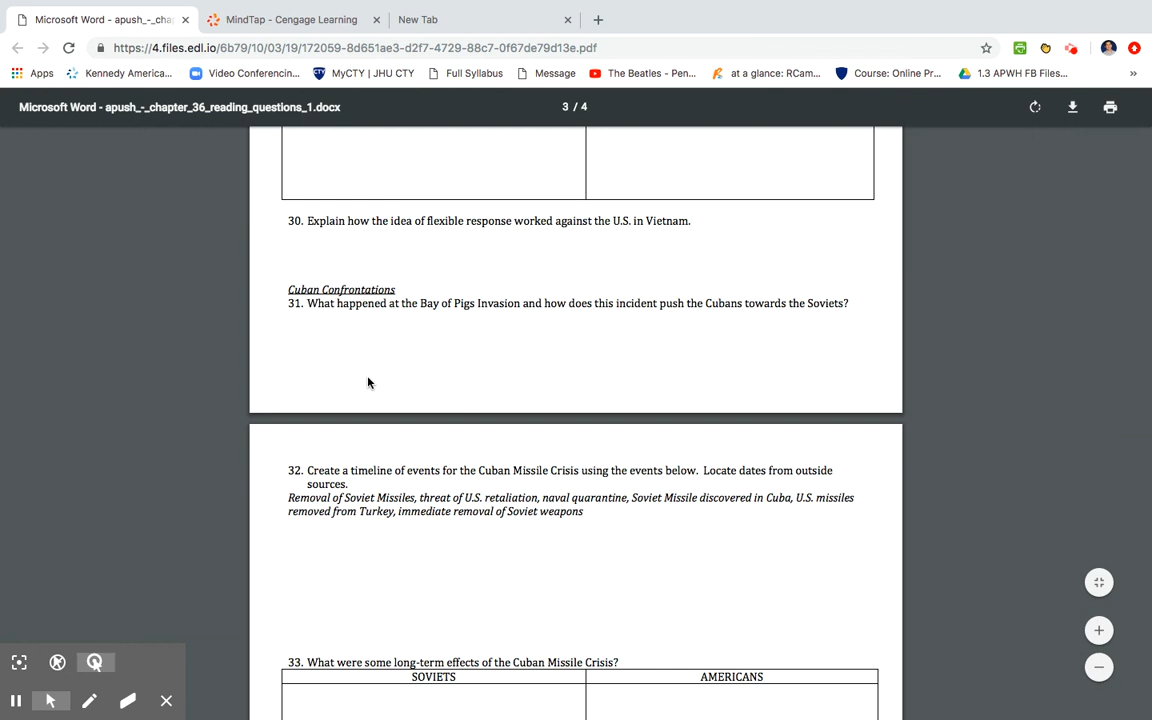 Microsoft Word - apush_-_cha
MindTap - Cengage Learning
New Tab
https://4.files.edl.io/6b79/10/03/19/172059-8d651ae3-d2f7-4729-88c7-0f67de79d13e.pdf
Apps
Kennedy America...
Video Conferencin...
MyCTY | JHU CTY
Full Syllabus
Message
The Beatles - Pen...
at a glance: RCam...
Course: Online Pr...
1.3 APWH FB Files...
»
Microsoft Word - apush_-_chapter_36_reading_questions_1.docx
3 / 4
30. Explain how the idea of flexible response worked against the U.S. in Vietnam.
Cuban Confrontations
31. What happened at the Bay of Pigs Invasion and how does this incident push the Cubans towards the Soviets?
32. Create a timeline of events for the Cuban Missile Crisis using the events below. Locate dates from outside
sources.
Removal of Soviet Missiles, threat of U.S. retaliation, naval quarantine, Soviet Missile discovered in Cuba, U.S. missiles
removed from Turkey, immediate removal of Soviet weapons
33. What were some long-term effects of the Cuban Missile Crisis?
SOVIETS
AMERICANS